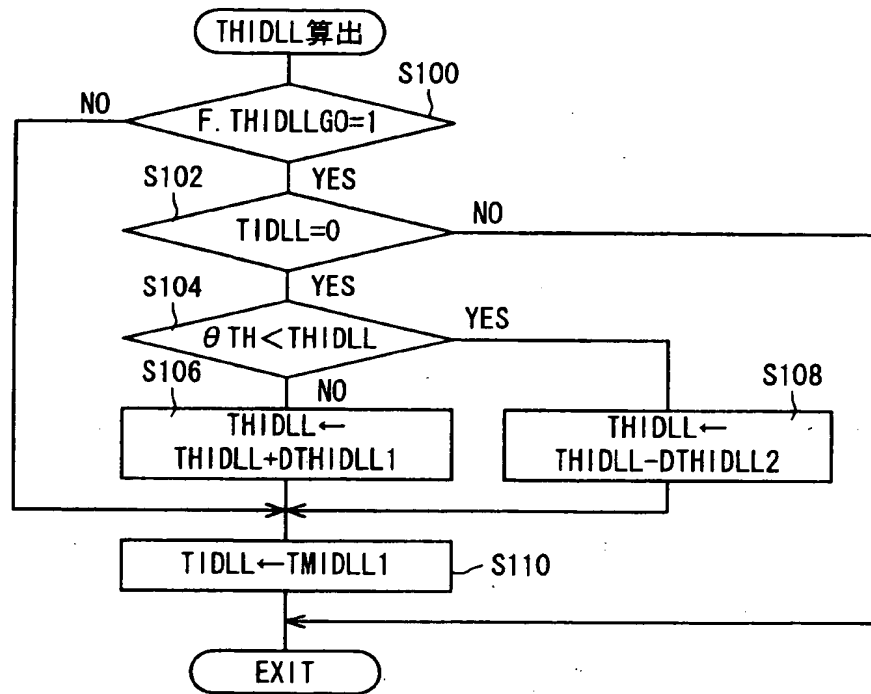 THIDLL算出
S100
NO
F. THIDLLGO=1
S102
YES
NO
TIDLL=0
S104
YES
YES
θTH<THIDLL
S106
NO
S108
THIDLL←
THIDLL+DTHIDLL1
THIDLL←
THIDLL-DTHIDLL2
TIDLL←TMIDLL1
S110
EXIT